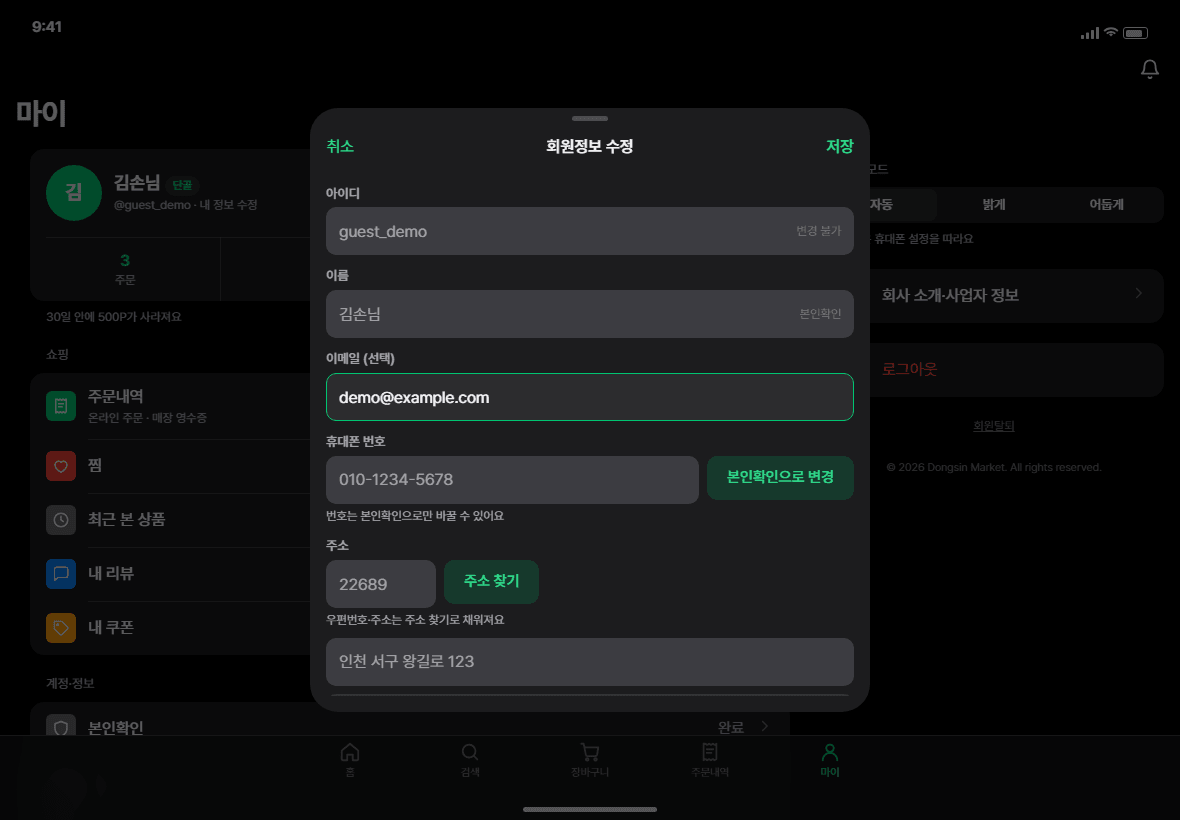 9:41
마이
김
김손님 단골
@guest_demo · 내 정보 수정
3
주문
30일 안에 500P가 사라져요
쇼핑
주문내역
온라인 주문 · 매장 영수증
찜
최근 본 상품
내 리뷰
내 쿠폰
계정·정보
본인확인
완료
취소
회원정보 수정
저장
아이디
guest_demo
변경 불가
이름
김손님
본인확인
이메일 (선택)
demo@example.com
휴대폰 번호
010-1234-5678
본인확인으로 변경
번호는 본인확인으로만 바꿀 수 있어요
주소
22689
주소 찾기
우편번호·주소는 주소 찾기로 채워져요
인천 서구 왕길로 123
모드
자동
밝게
어둡게
휴대폰 설정을 따라요
회사 소개·사업자 정보
로그아웃
회원탈퇴
© 2026 Dongsin Market. All rights reserved.
홈
검색
장바구니
주문내역
마이